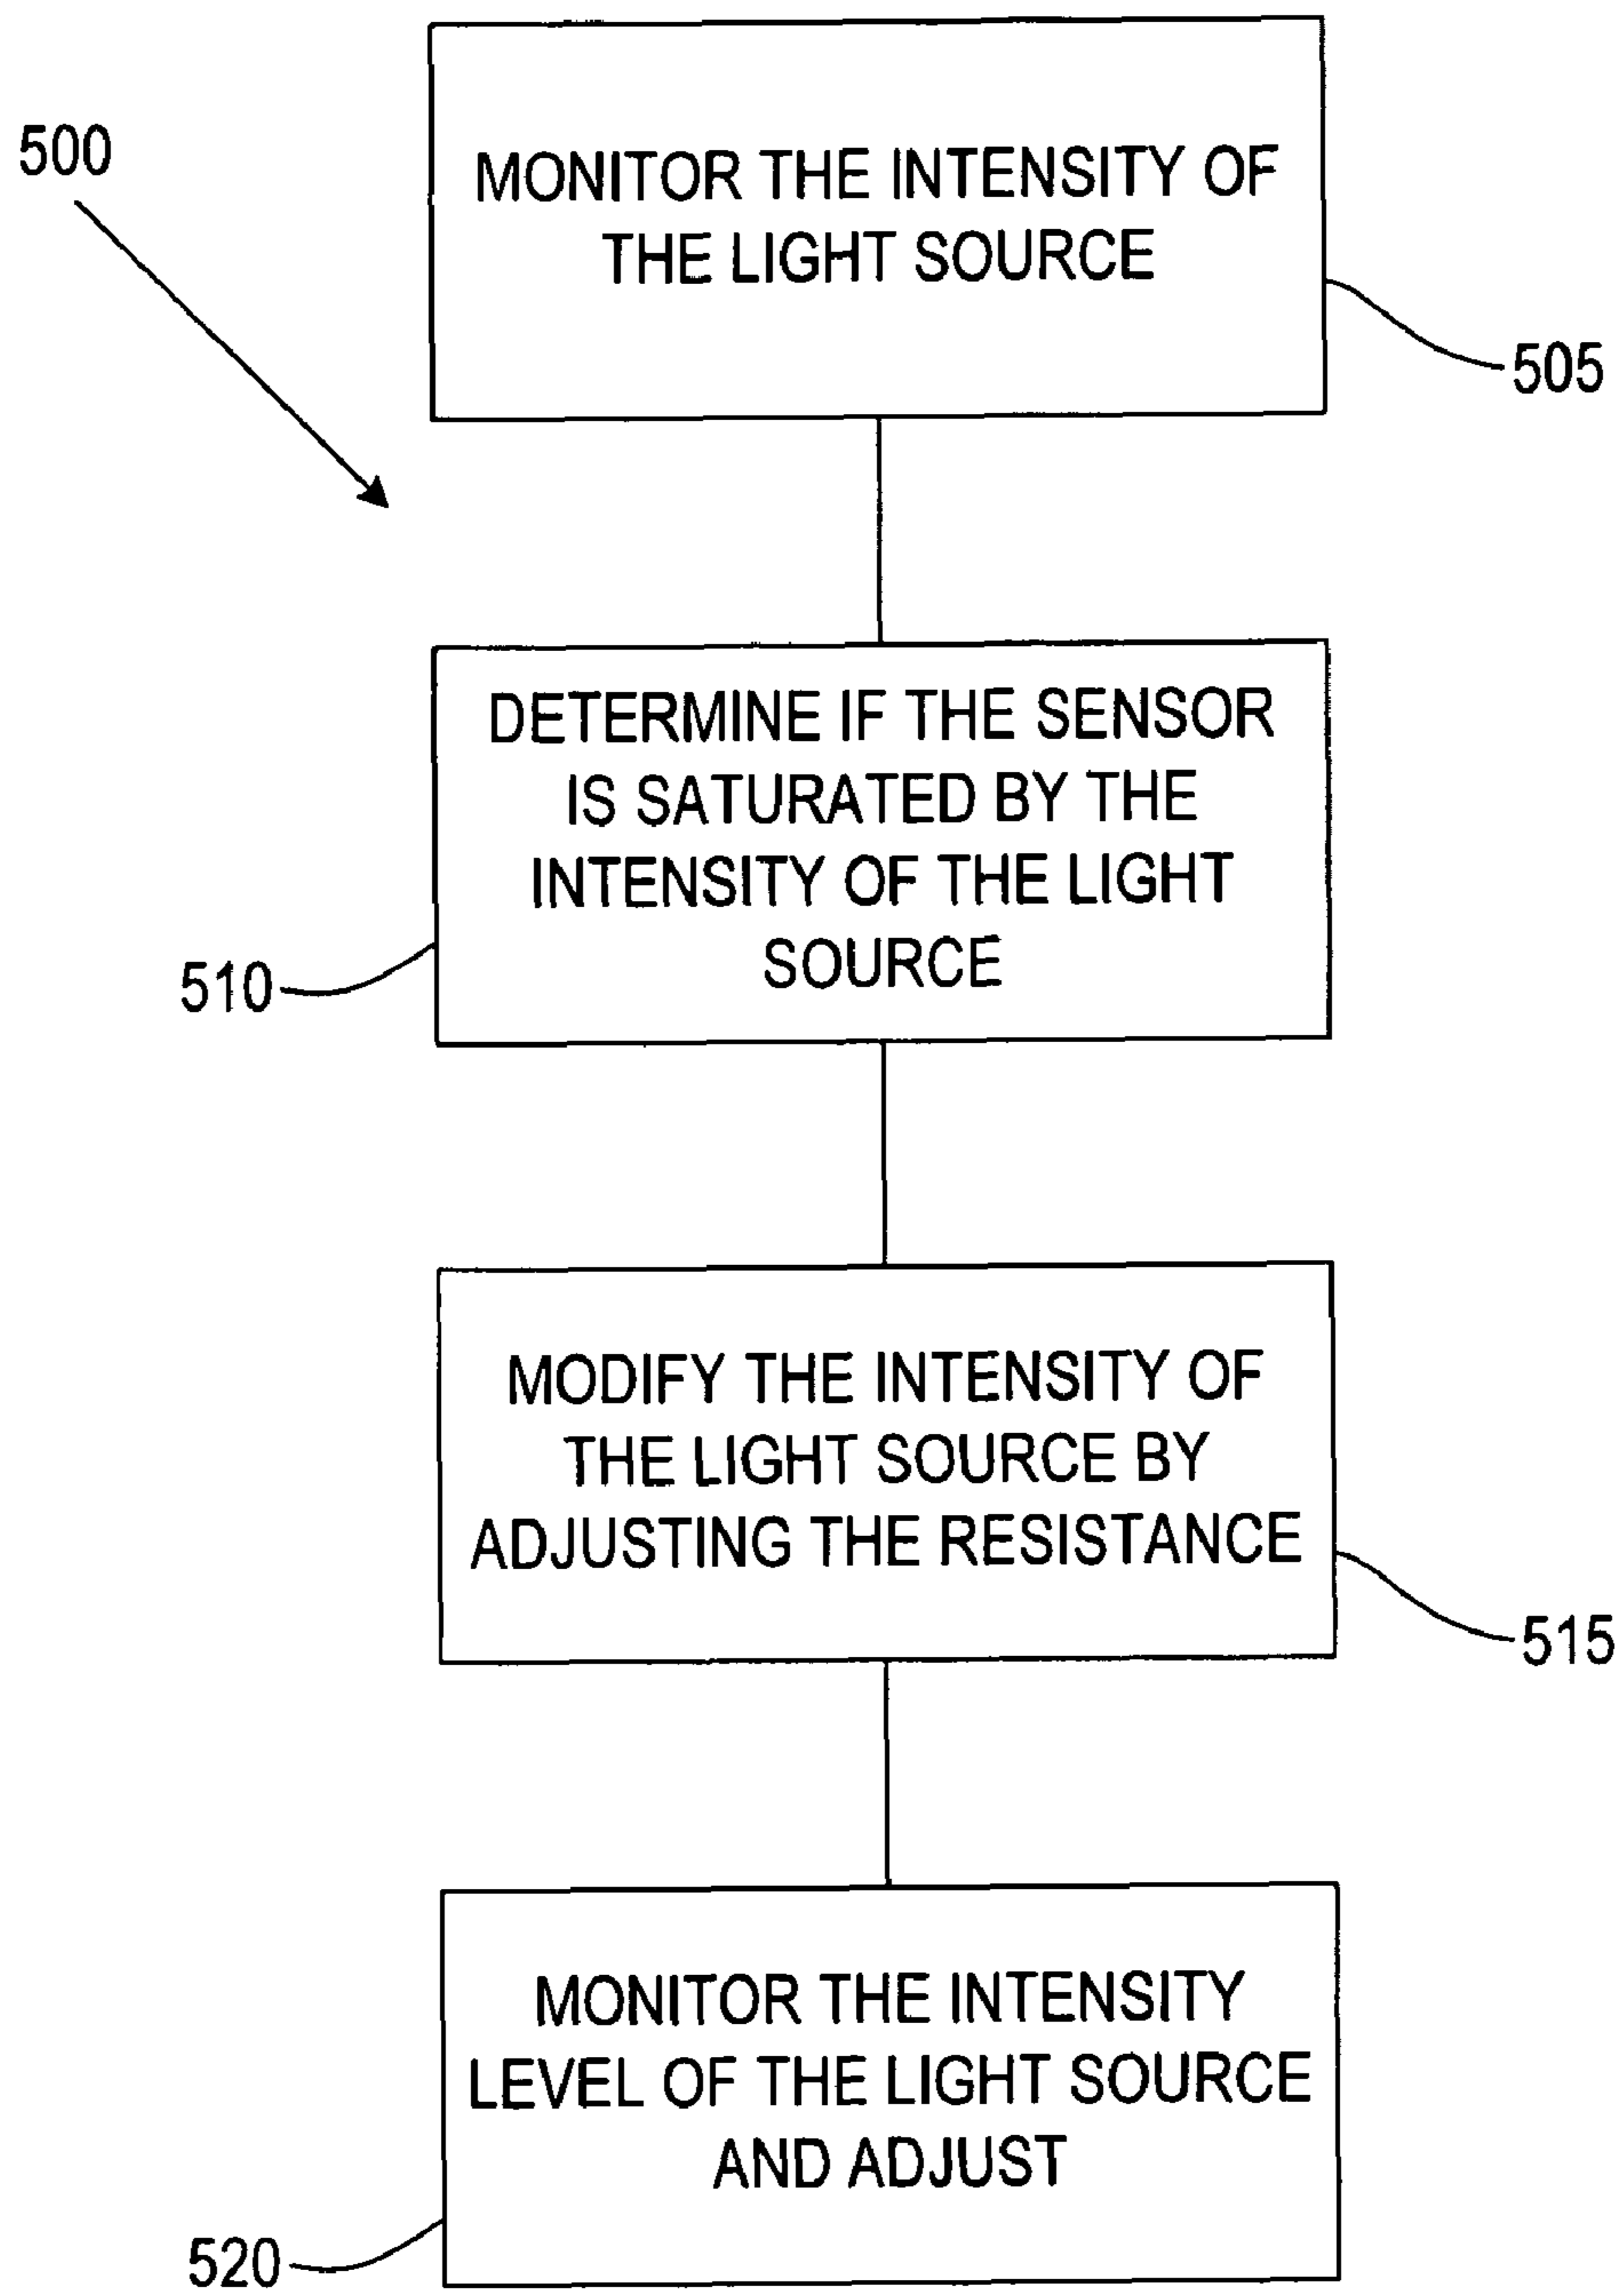 500
MONITOR THE INTENSITY OF
THE LIGHT SOURCE
505
DETERMINE IF THE SENSOR
IS SATURATED BY THE
INTENSITY OF THE LIGHT
SOURCE
510
MODIFY THE INTENSITY OF
THE LIGHT SOURCE BY
ADJUSTING THE RESISTANCE
515
MONITOR THE INTENSITY
LEVEL OF THE LIGHT SOURCE
AND ADJUST
520